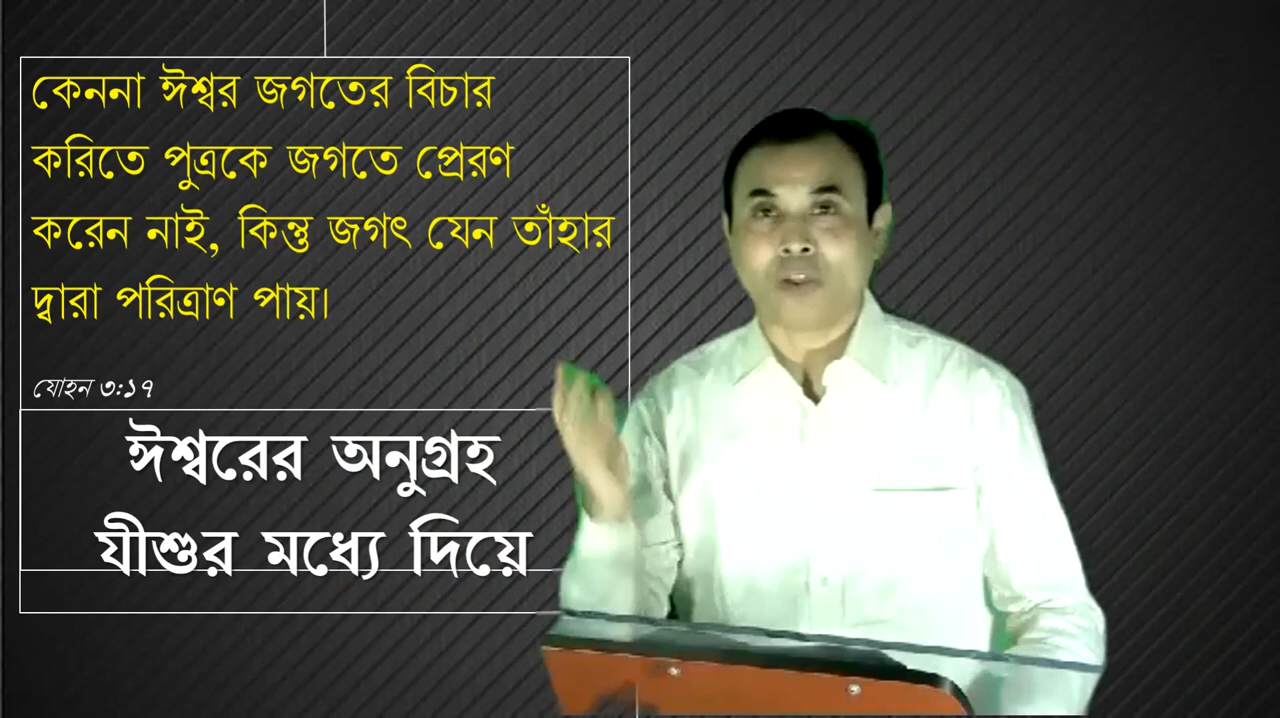 কেননা ঈশ্বর জগতের বিচার
করিতে পুত্রকে জগতে প্রেরণ
করেন নাই, কিন্তু জগৎ যেন তাঁহার
দ্বারা পরিত্রাণ পায়।
যোহন ৩:১৭
ঈশ্বরের অনুগ্রহ
যীশুর মধ্যে দিয়ে